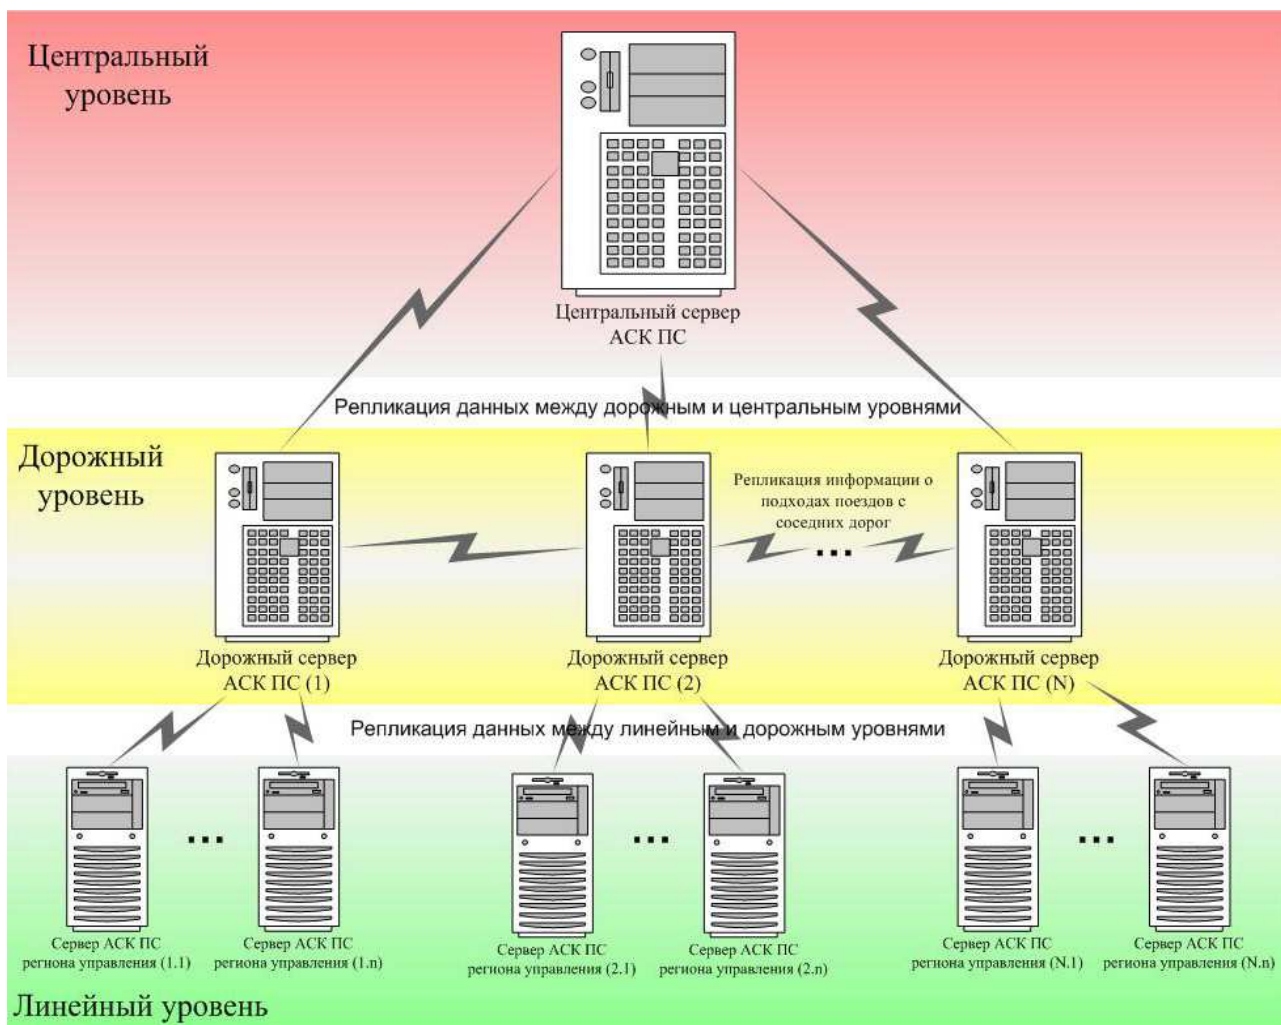 Центральный
уровень
Центральный сервер
АСК ПС
Репликация данных между дорожным и центральным уровнями
Дорожный
уровень
Репликация информации о
подходах поездов с
соседних дорог
...
Дорожный сервер
АСК ПС (1)
Дорожный сервер
АСК ПС (2)
Дорожный сервер
АСК ПС (N)
Репликация данных между линейным и дорожным уровнями
...
...
...
Сервер АСК ПС
региона управления (1.1)
Сервер АСК ПС
региона управления (1.n)
Сервер АСК ПС
региона управления (2.1)
Сервер АСК ПС
региона управления (2.n)
Сервер АСК ПС
региона управления (N.1)
Сервер АСК ПС
региона управления (N.n)
Линейный уровень